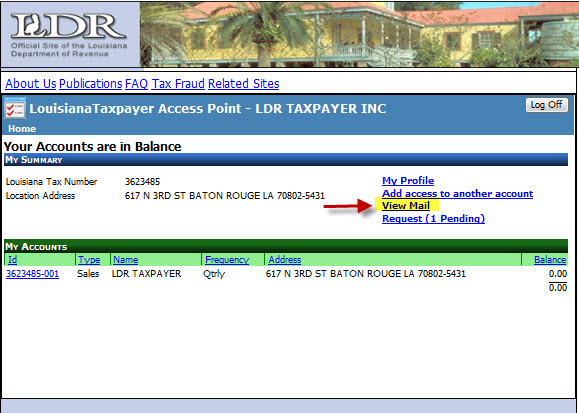 LDR
Official Site of the Louisiana
Department of Revenue
About Us Publications FAQ Tax Fraud Related Sites
LouisianaTaxpayer Access Point - LDR TAXPAYER INC
Log Off
Home
Your Accounts are in Balance
My Summary
Louisiana Tax Number 3623485
Location Address 617 N 3RD ST BATON ROUGE LA 70802-5431
My Profile
Add access to another account
View Mail
Request (1 Pending)
My Accounts
Id Type Name Frequency Address Balance
3623485-001 Sales LDR TAXPAYER Qtrly 617 N 3RD ST BATON ROUGE LA 70802-5431 0.00
0.00